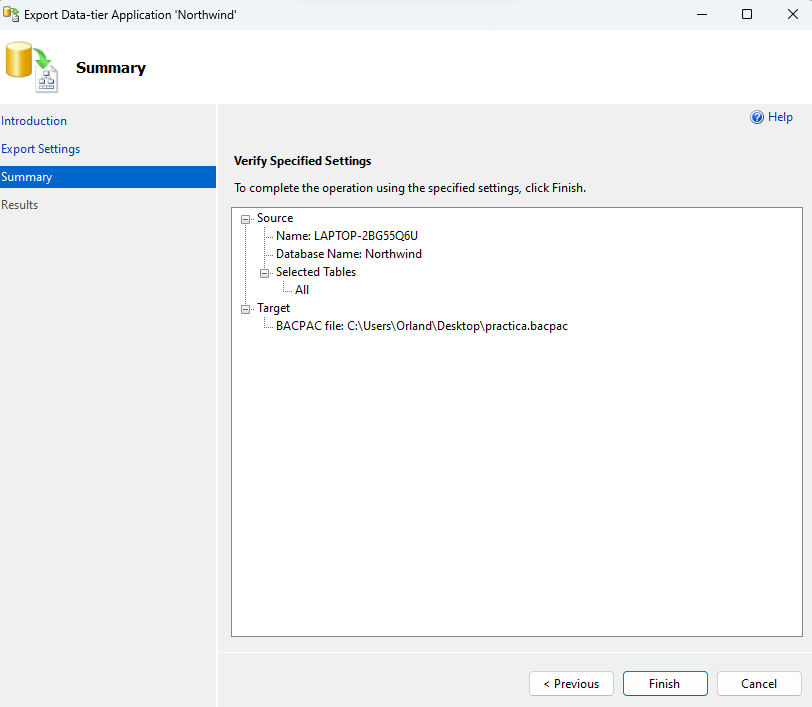 Export Data-tier Application 'Northwind'
Summary
Introduction
Export Settings
Summary
Results
Help
Verify Specified Settings
To complete the operation using the specified settings, click Finish.
Source
Name: LAPTOP-2BG55Q6U
Database Name: Northwind
Selected Tables
All
Target
BACPAC file: C:\Users\Orland\Desktop\practica.bacpac
< Previous
Finish
Cancel